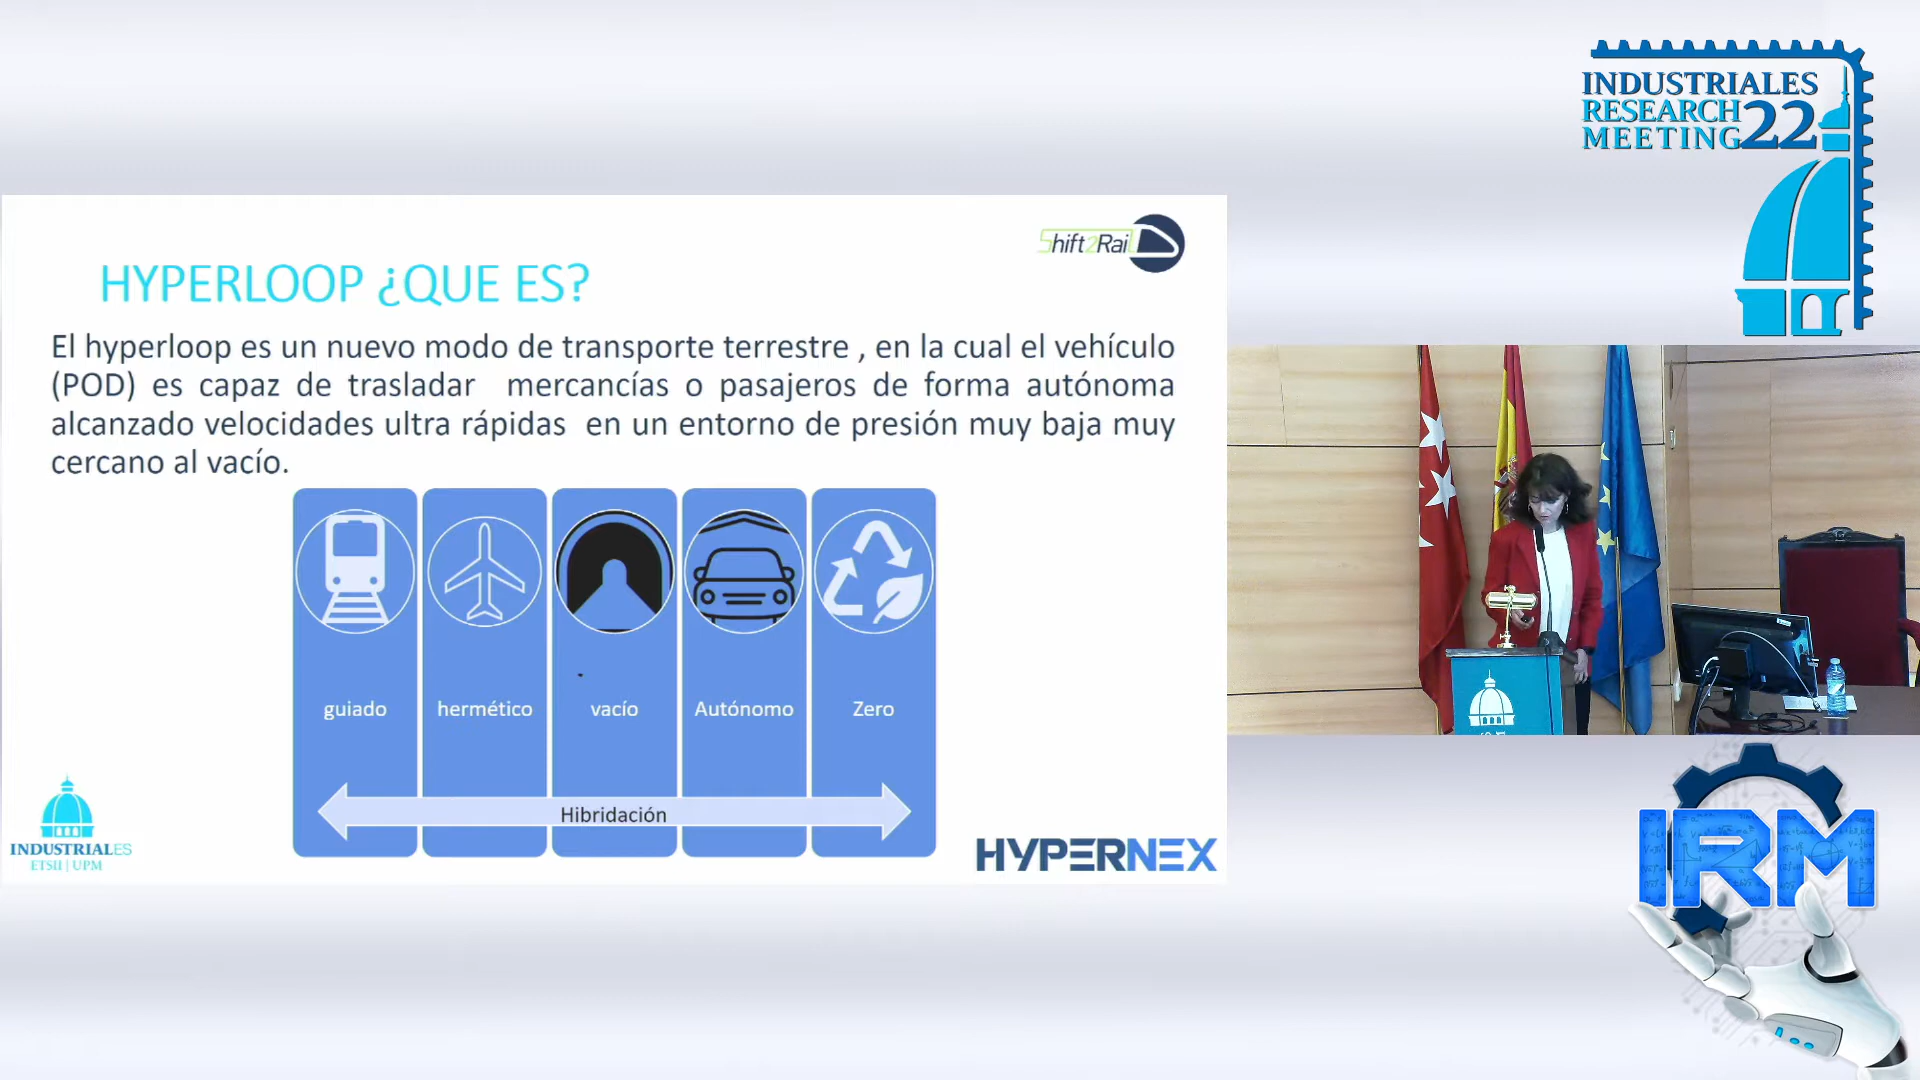 INDUSTRIALES
RESEARCH
MEETING 22
Shift2Rail
HYPERLOOP ¿QUE ES?
El hyperloop es un nuevo modo de transporte terrestre , en la cual el vehículo
(POD) es capaz de trasladar mercancías o pasajeros de forma autónoma
alcanzado velocidades ultra rápidas en un entorno de presión muy baja muy
cercano al vacío.
guiado
hermético
vacío
Autónomo
Zero
Hibridación
INDUSTRIALES
ETSII | UPM
HYPERNEX
IRM